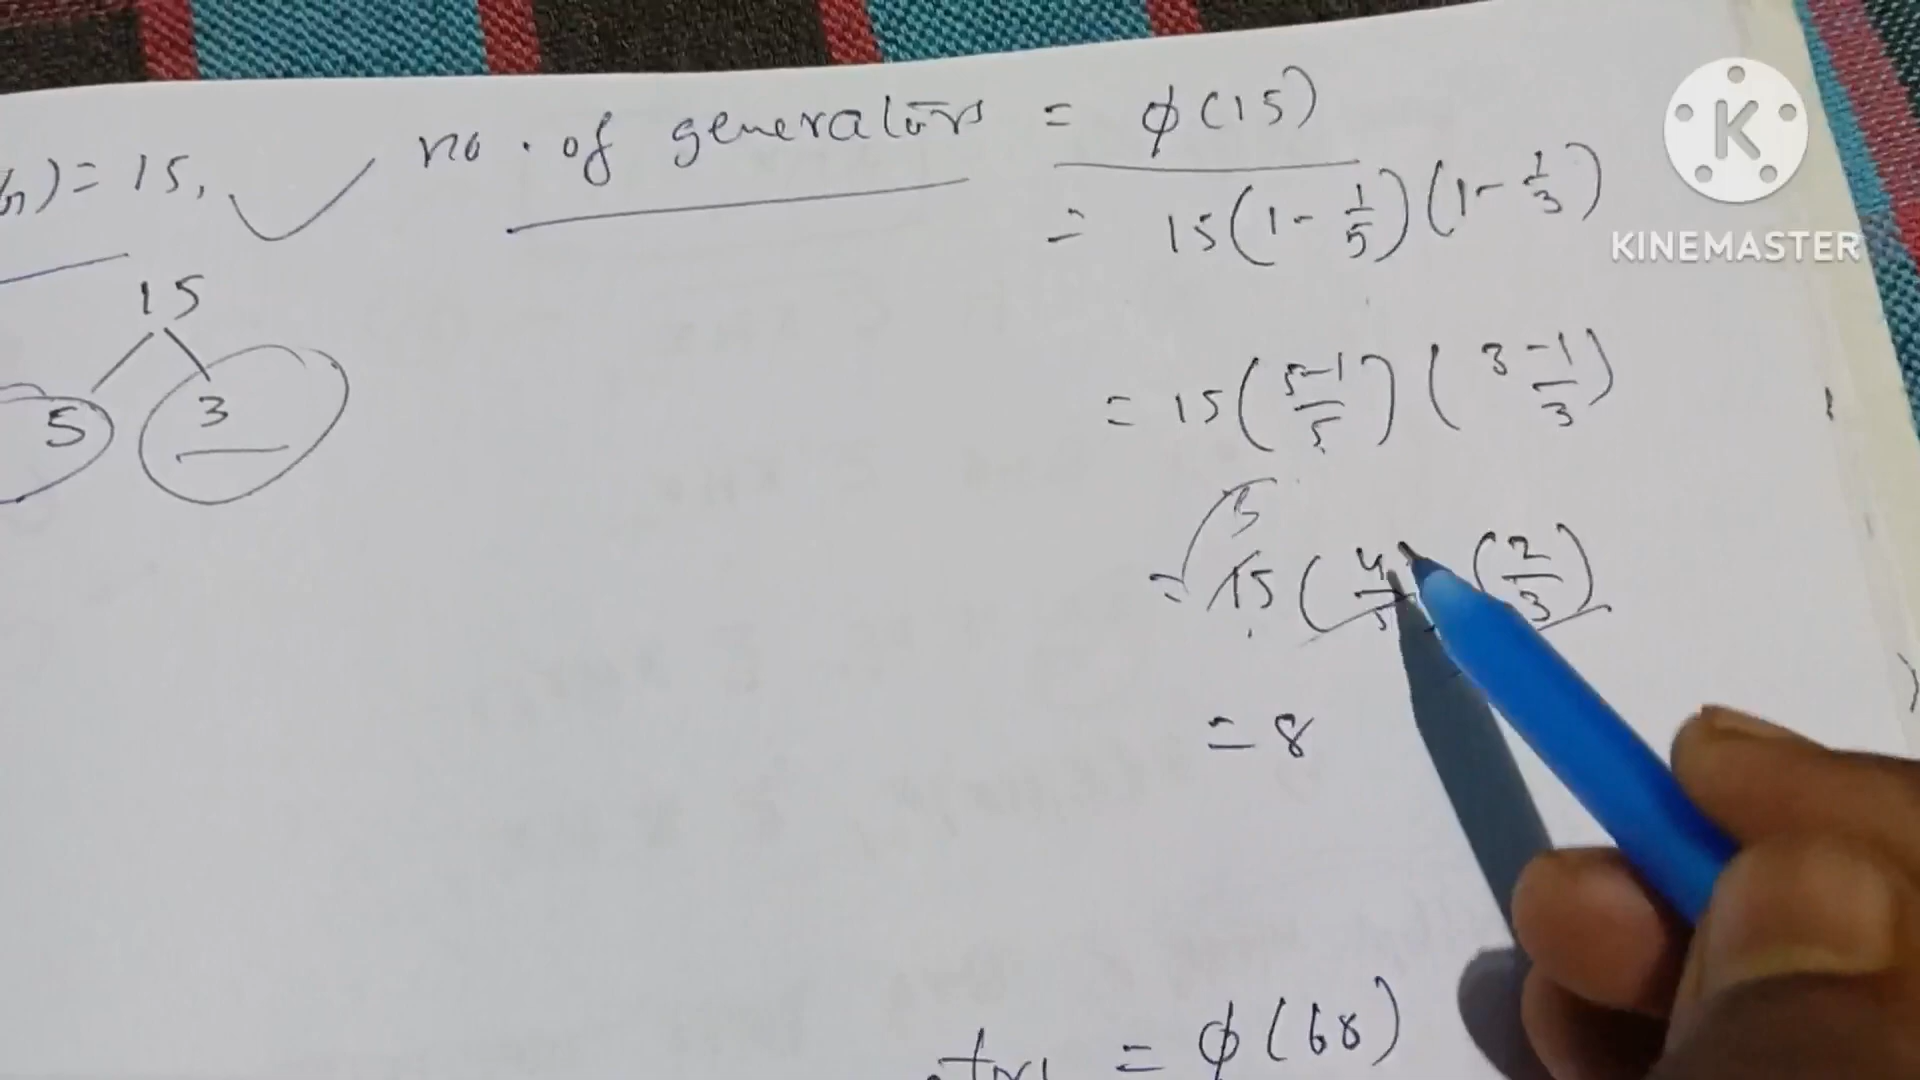 no. of generators = φ(15)
)= 15,
= 15(1-1/5)(1-1/3)
15
5 3
= 15(5-1/5)(3-1/3)
3
= 15(4/5)(2/3)
= 8
= φ(68)
K
KINEMASTER